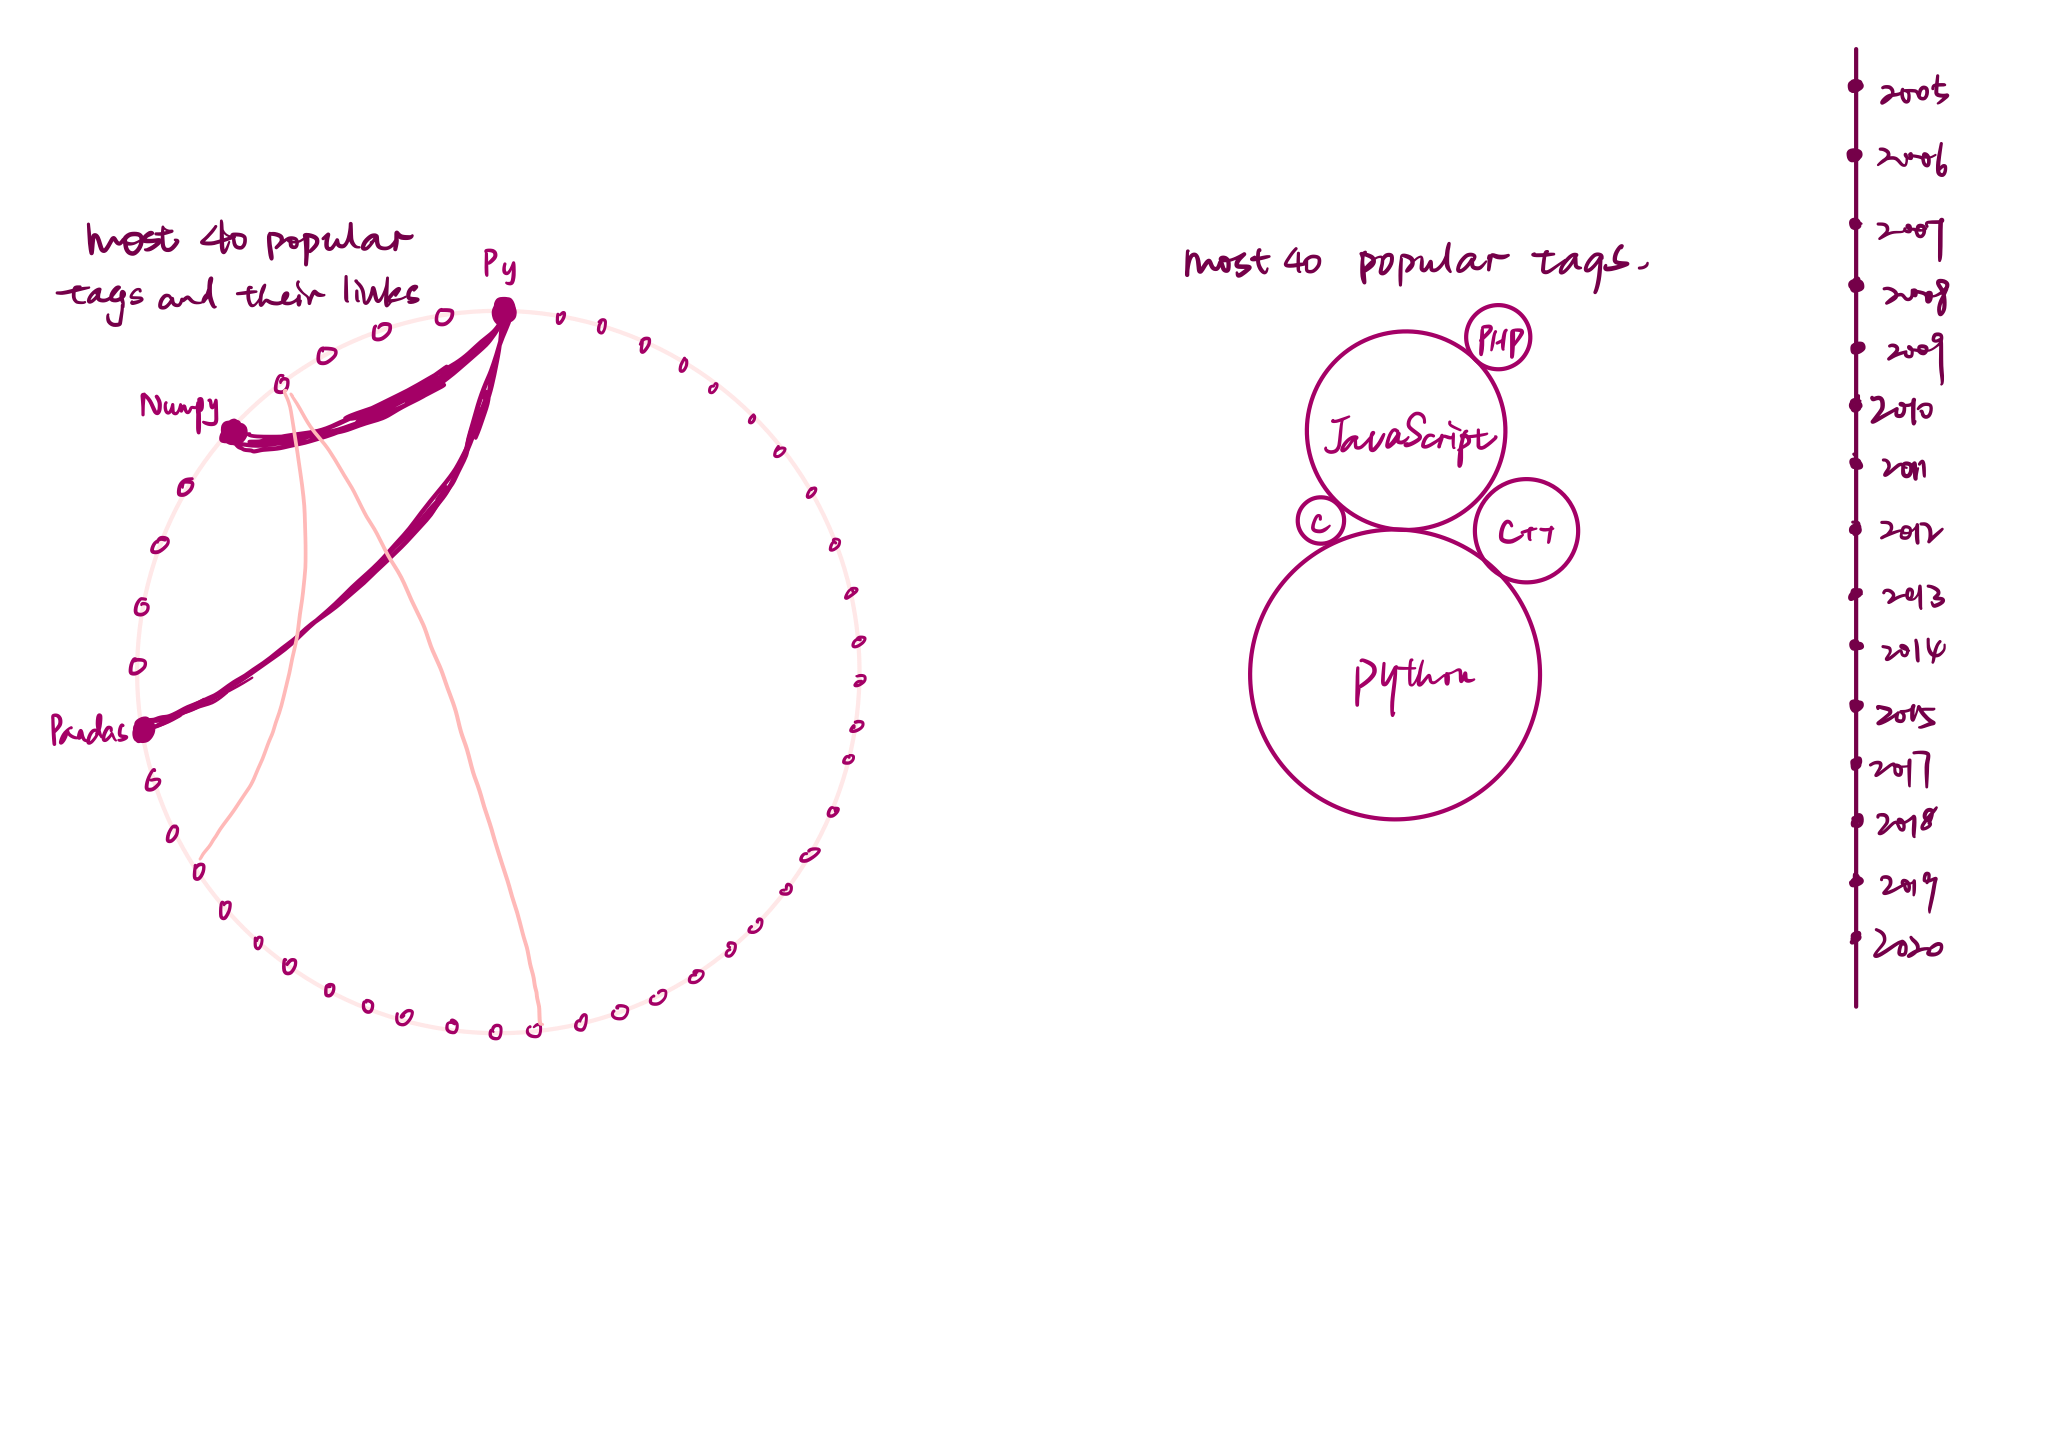 most 40 popular
tags and their links
Py
Numpy
Pandas
most 40 popular tags.
PHP
JavaScript
C
C++
python
2005
2006
2007
2008
2009
2010
2011
2012
2013
2014
2015
2017
2018
2019
2020